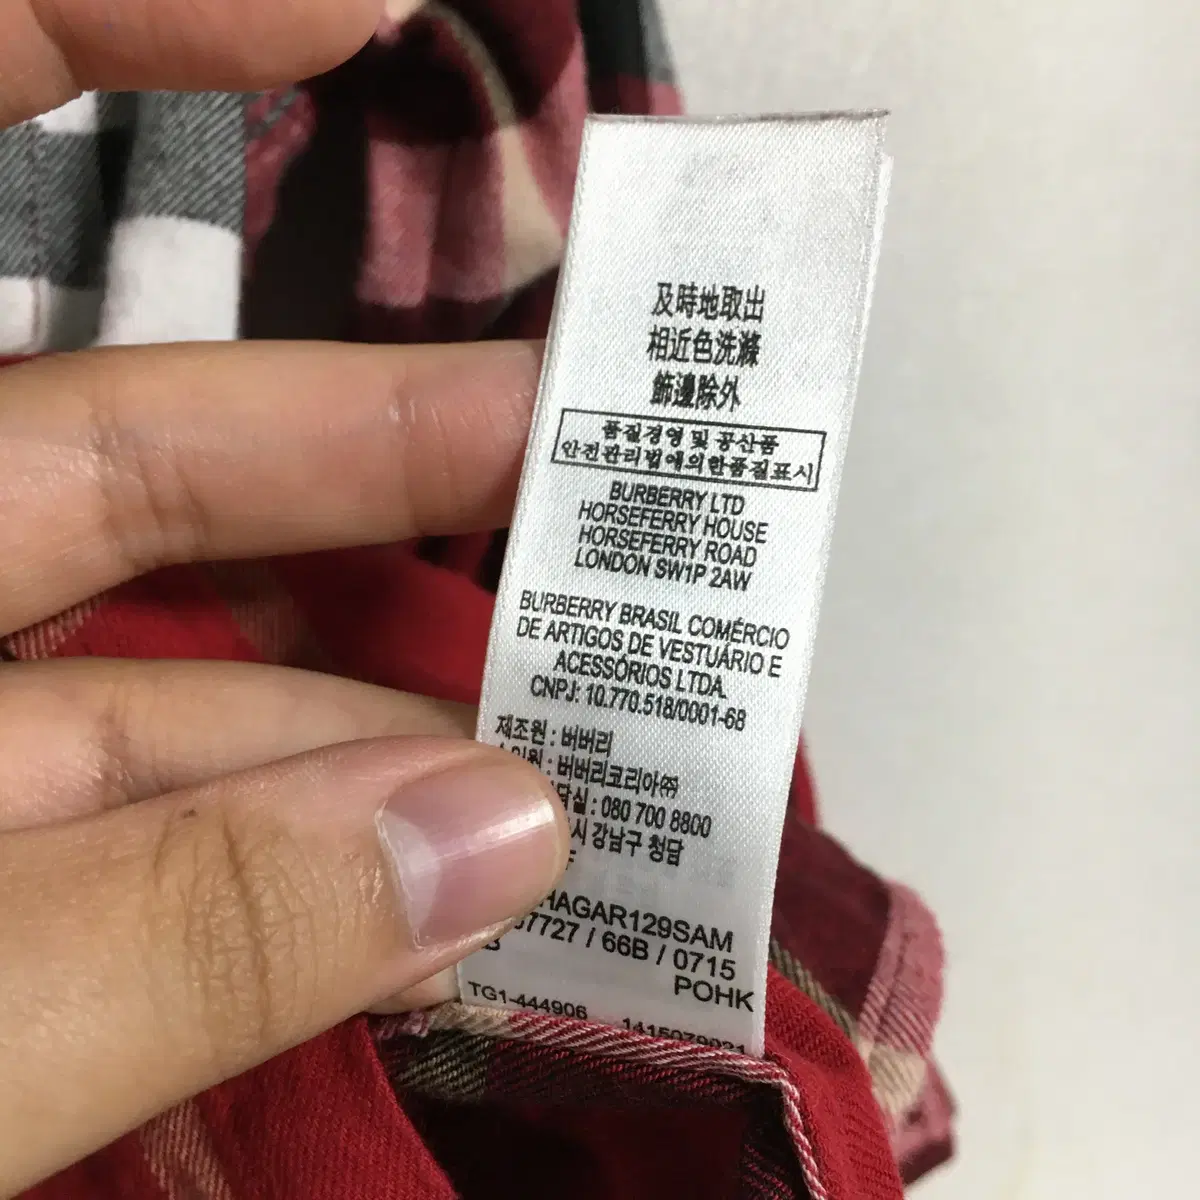 及時地取出
相近色洗滌
飾邊除外
품질경영 및 공산품
안전관리법에의한품질표시
BURBERRY LTD
HORSEFERRY HOUSE
HORSEFERRY ROAD
LONDON SW1P 2AW
BURBERRY BRASIL COMÉRCIO
DE ARTIGOS DE VESTUÁRIO E
ACESSÓRIOS LTDA.
CNPJ: 10.770.518/0001-68
제조원 : 버버리
: 버버리코리아㈜
: 080 700 8800
강남구 청담
HAGAR129SAM
7727 / 66B / 0715
POHK
TG1-444906